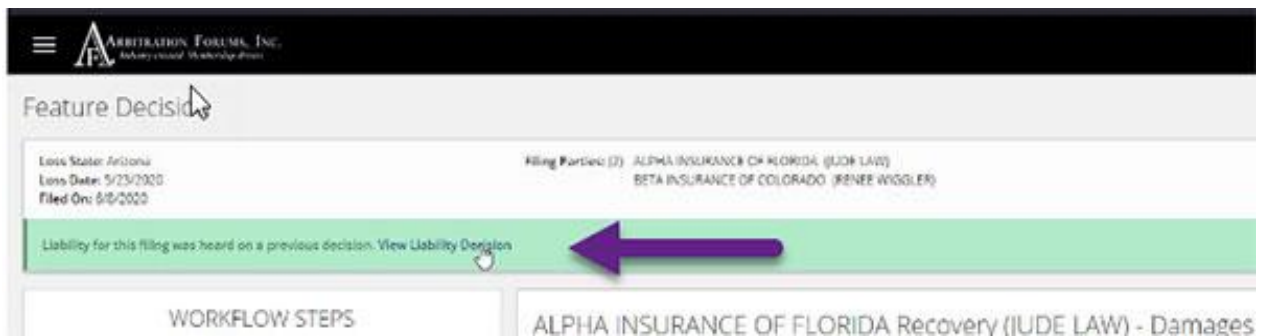 ARBITRATION FORUMS, INC.
Feature Decision
Loss State: Arizona
Loss Date: 5/23/2020
Filed On: 6/8/2020
Filing Parties: (2) ALPHA INSURANCE OF FLORIDA (JUDE LAW)
BETA INSURANCE OF COLORADO (RENEE WIGGLER)
Liability for this filing was heard on a previous decision. View Liability Decision
WORKFLOW STEPS
ALPHA INSURANCE OF FLORIDA Recovery (JUDE LAW) - Damages